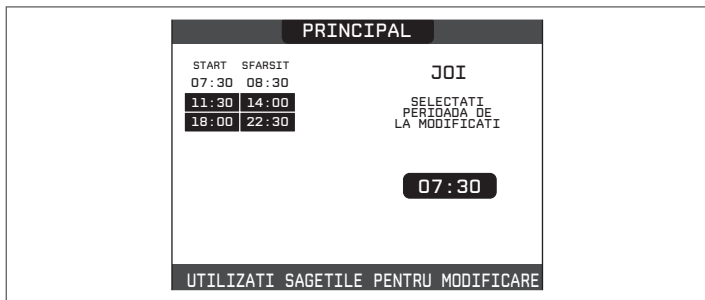 PRINCIPAL
START SFARSIT
07:30 08:30
11:30 14:00
18:00 22:30
JOI
SELECTATI
PERIOADA DE
LA MODIFICATI
07:30
UTILIZATI SAGETILE PENTRU MODIFICARE